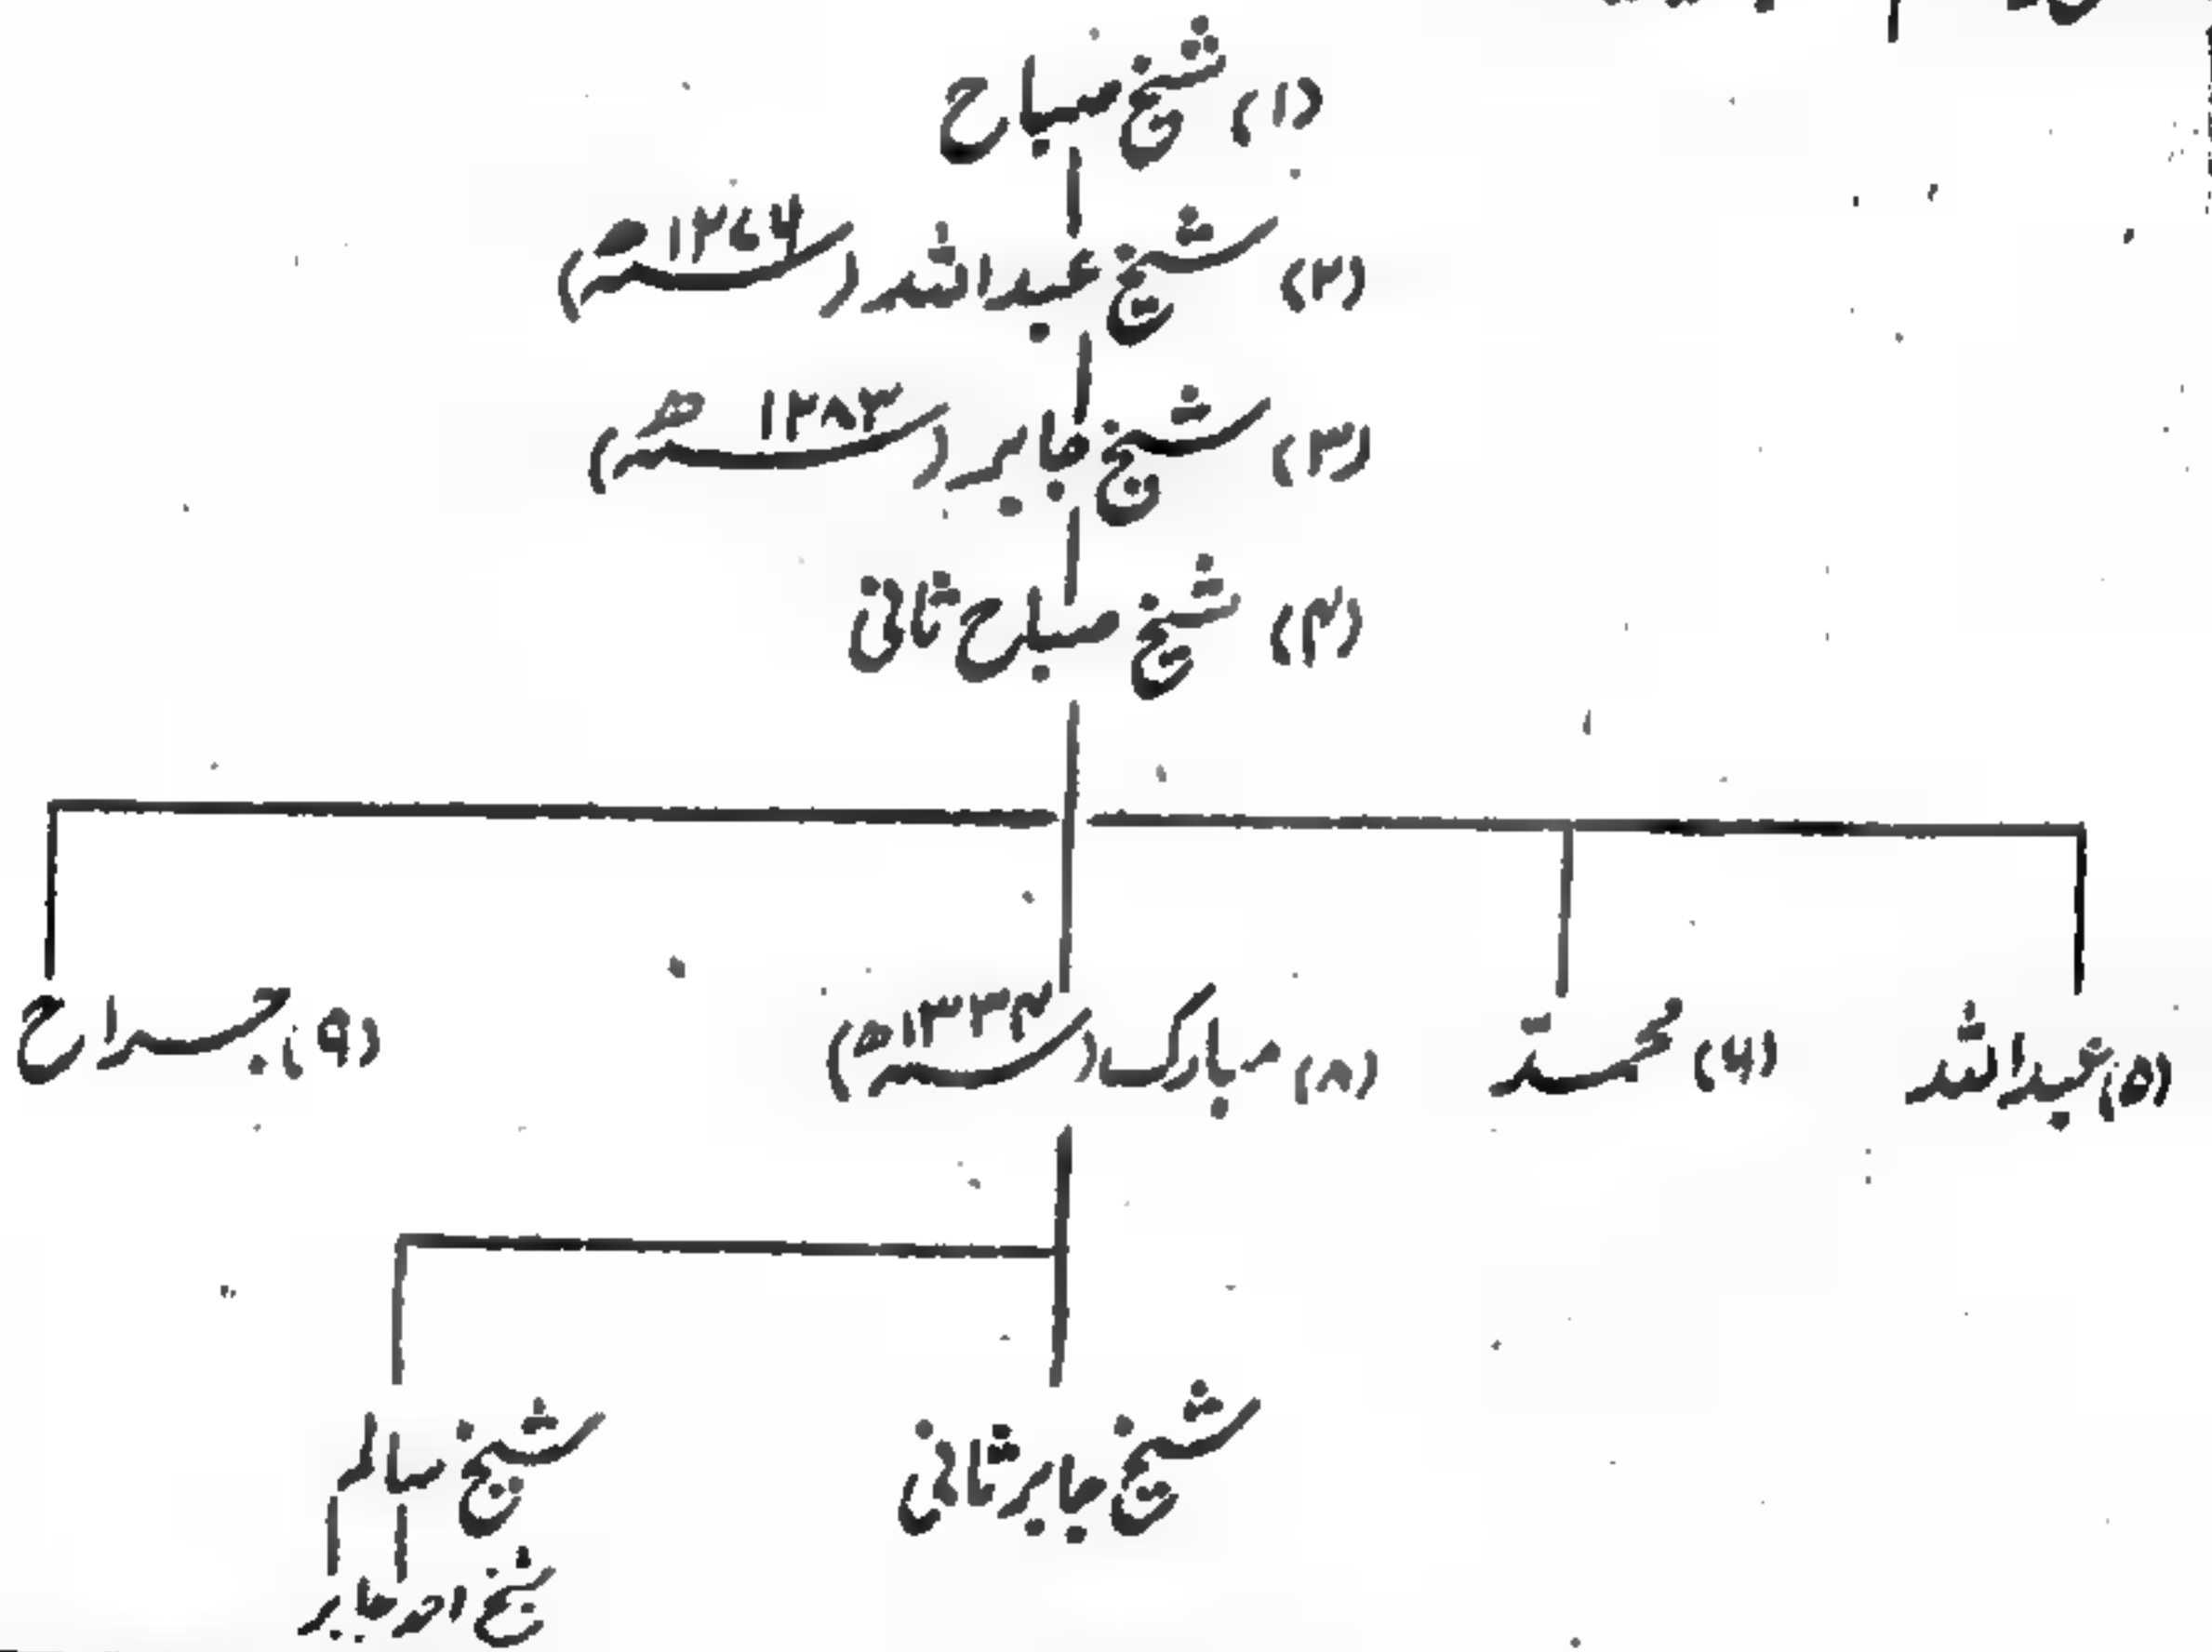 (۱) شیخ صباح
(۲) شیخ عبداللہ (۱۲۶۴ھ م)
(۳) شیخ جابر (۱۲۸۳ھ م)
(۴) شیخ صباح ثانی
(۵) عبداللہ (۶) محمد (۸) مبارک (۱۳۳۴ھ) (۹) جراح
شیخ جابر ثانی شیخ سالم
شیخ احمد جابر